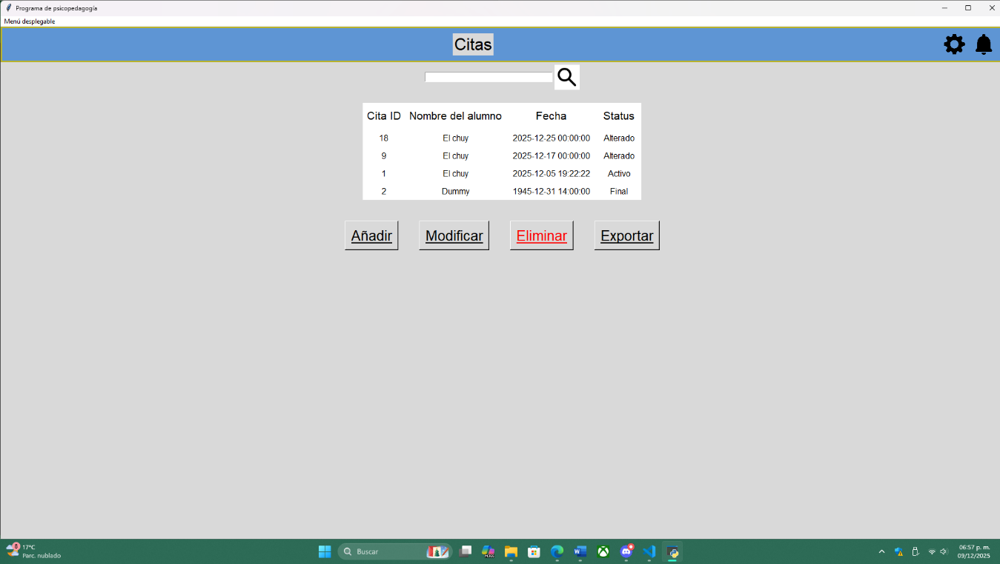 Programa de psicopedagogía
Menú desplegable
Citas
Cita ID Nombre del alumno Fecha Status
18 El chuy 2025-12-25 00:00:00 Alterado
9 El chuy 2025-12-17 00:00:00 Alterado
1 El chuy 2025-12-05 19:22:22 Activo
2 Dummy 1945-12-31 14:00:00 Final
Añadir Modificar Eliminar Exportar
8
17°C
Parc. nublado
Buscar
M365
W
06:57 p. m.
09/12/2025